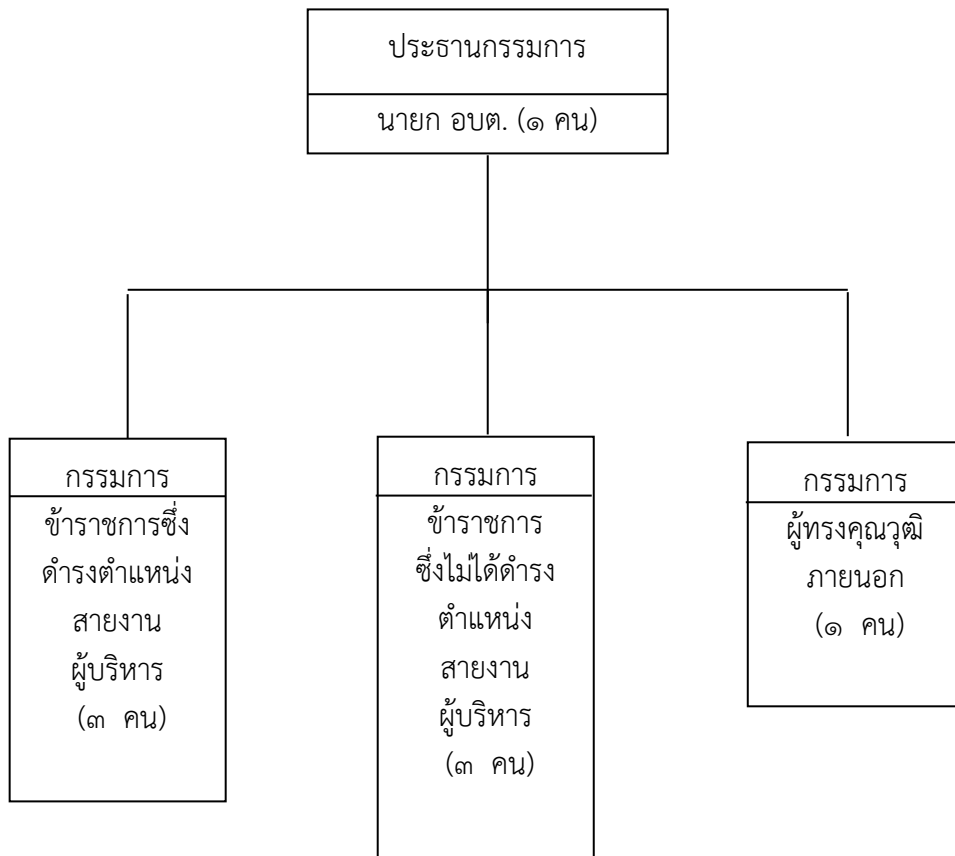 ประธานกรรมการ
นายก อบต. (๑ คน)
กรรมการ
ข้าราชการซึ่ง
ดำรงตำแหน่ง
สายงาน
ผู้บริหาร
(๓ คน)
กรรมการ
ข้าราชการ
ซึ่งไม่ได้ดำรง
ตำแหน่ง
สายงาน
ผู้บริหาร
(๓ คน)
กรรมการ
ผู้ทรงคุณวุฒิ
ภายนอก
(๑ คน)